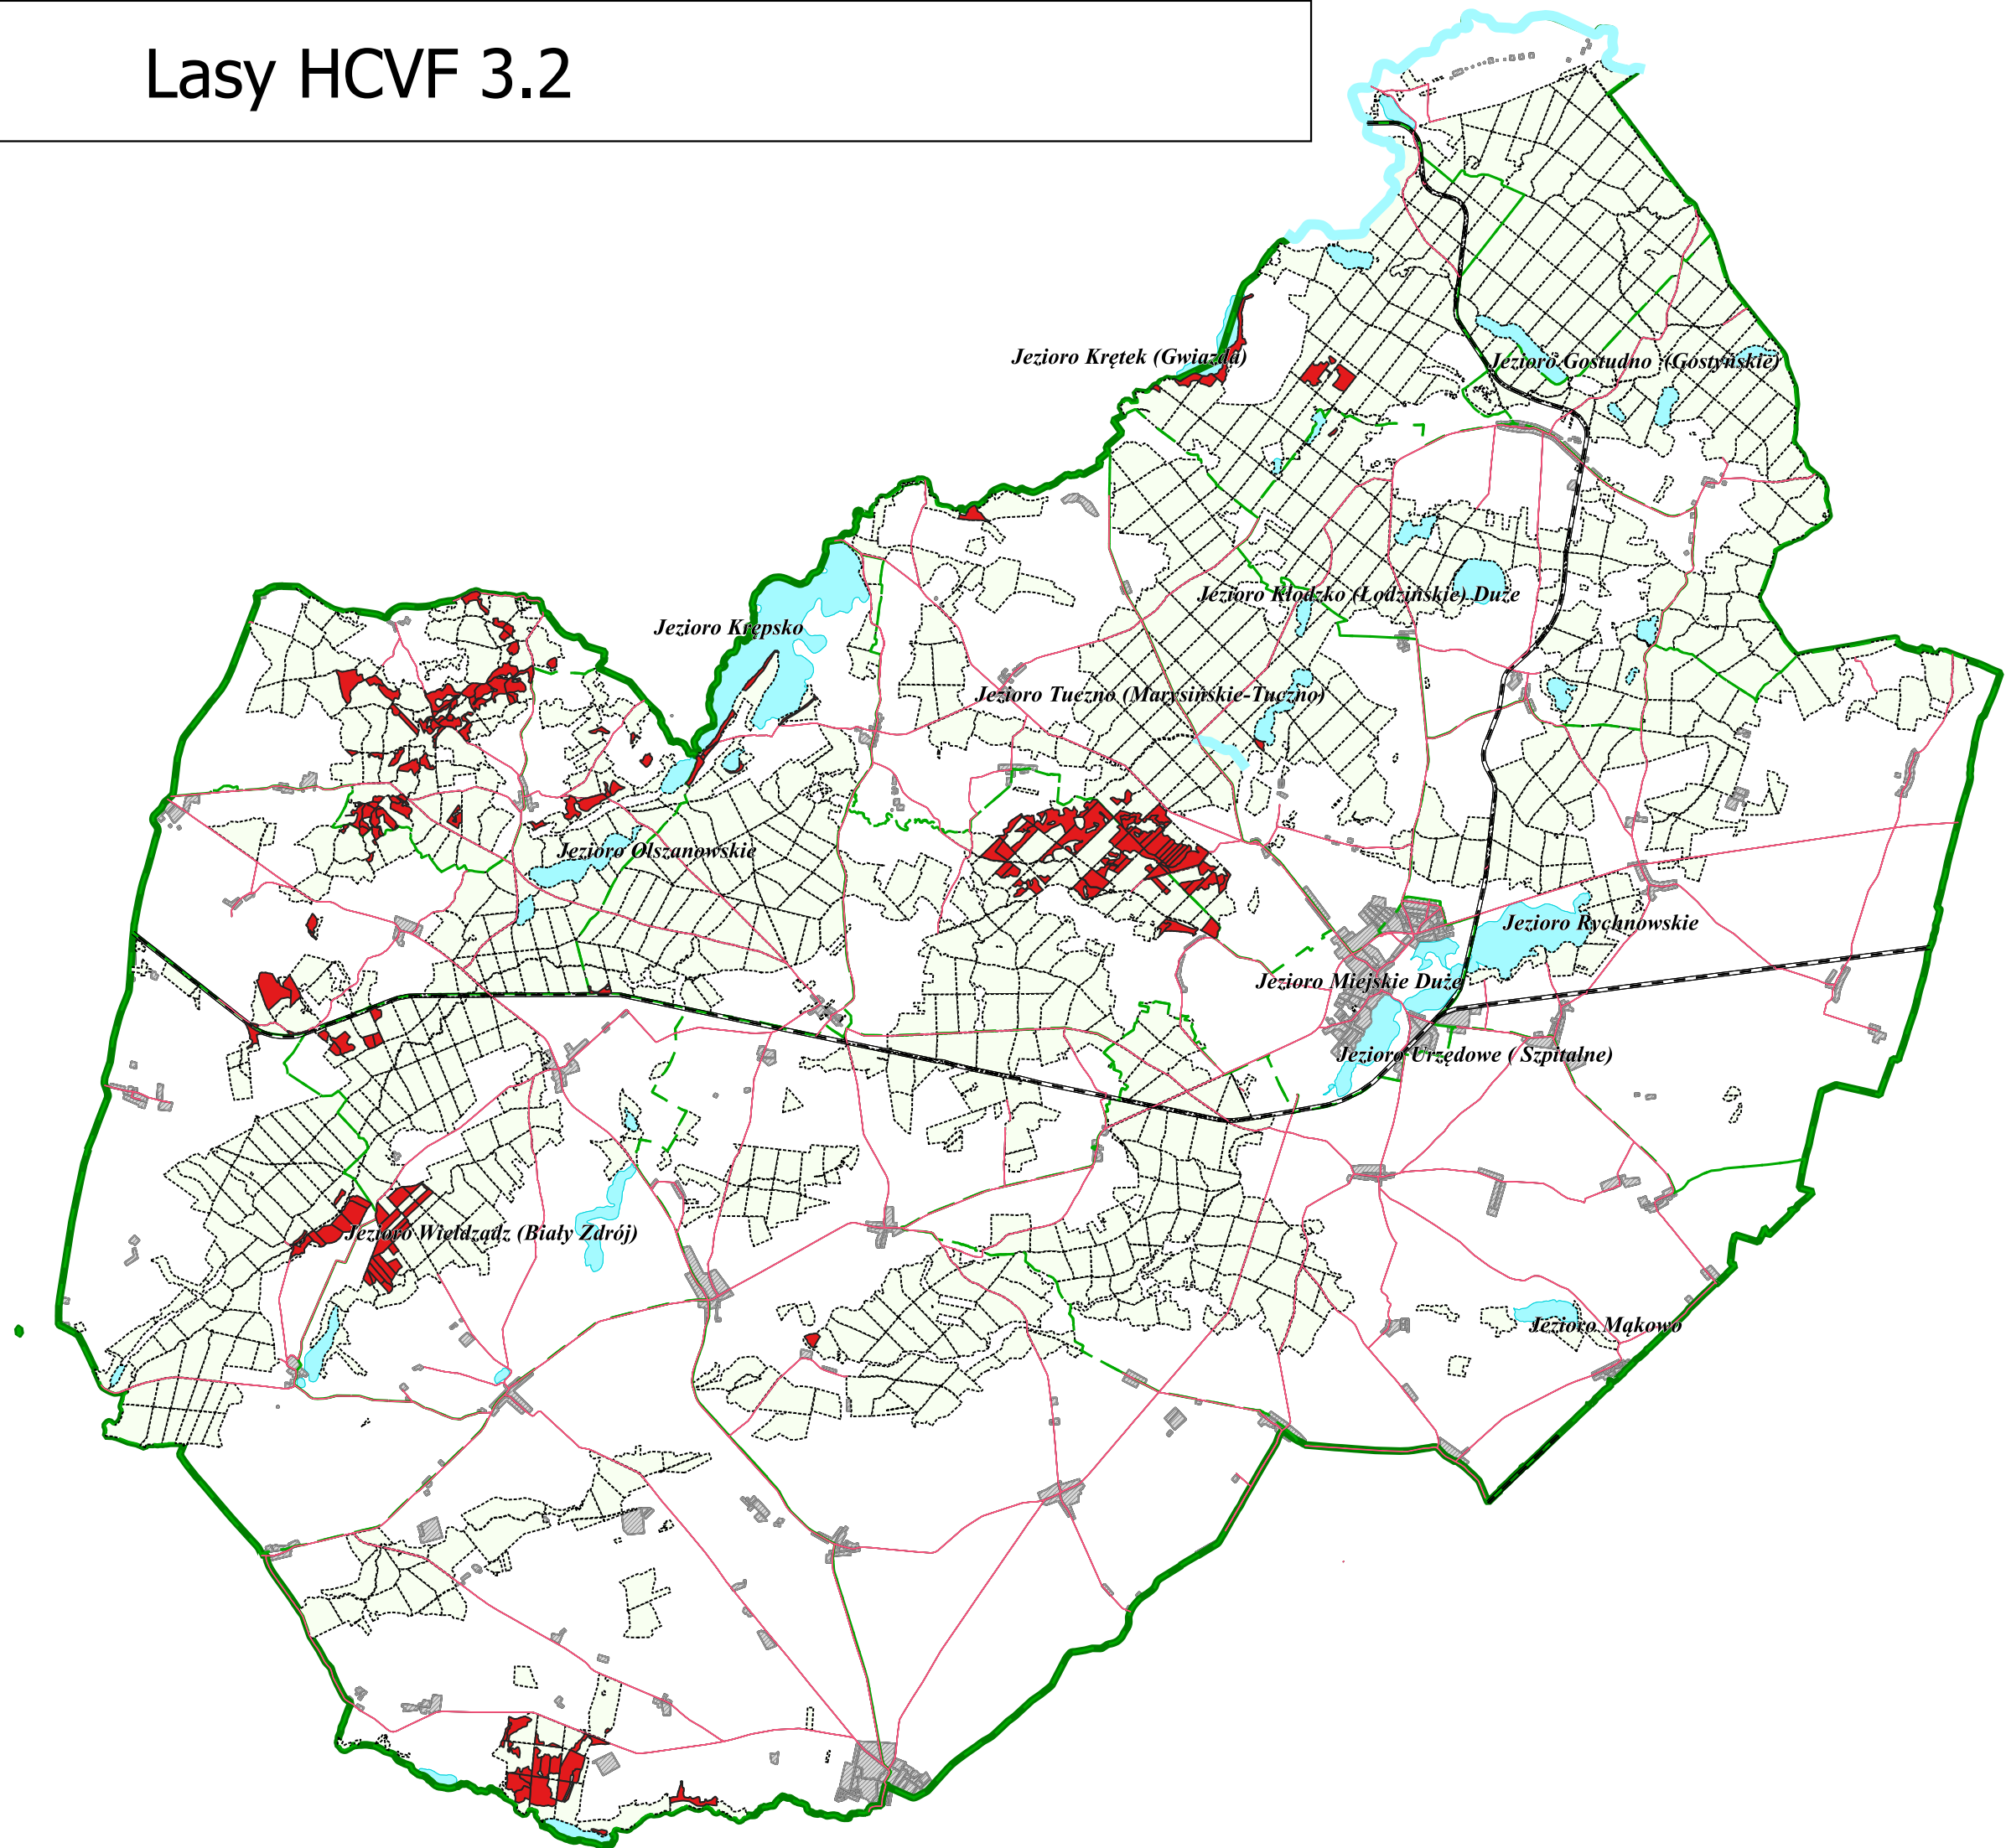 Lasy HCVF 3.2
Jezioro Krętek (Gwiazda)
Jezioro Gostudno (Gostyńskie)
Jezioro Kłodzko (Łodzińskie) Duże
Jezioro Krępsko
Jezioro Tuczno (Marysińskie-Tuczno)
Jezioro Olszanowskie
Jezioro Rychnowskie
Jezioro Miejskie Duże
Jezioro Urzędowe ( Szpitalne)
Jezioro Wieldządz (Biały Zdrój)
Jezioro Mąkowo